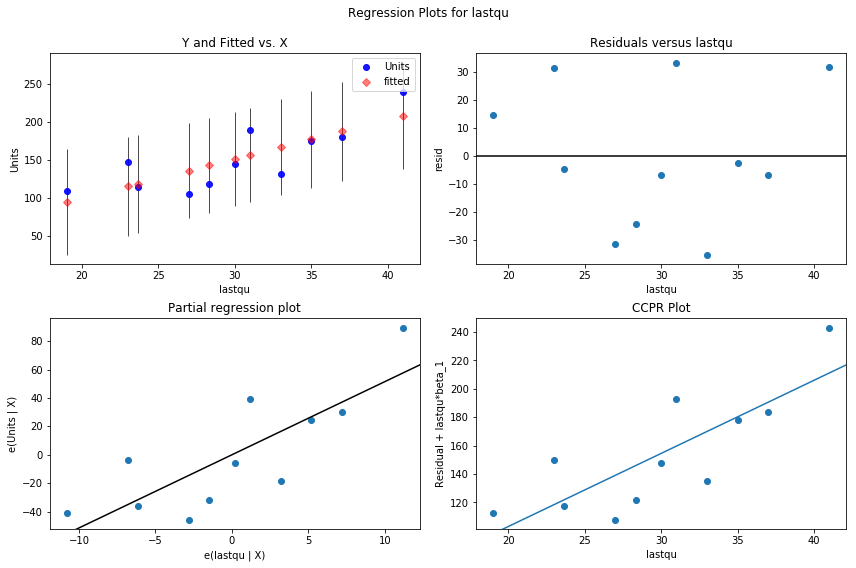 Regression Plots for lastqu
Y and Fitted vs. X
Units
fitted
250
200
150
100
50
Units
20 25 30 35 40
lastqu
Residuals versus lastqu
30
20
10
0
−10
−20
−30
resid
20 25 30 35 40
lastqu
Partial regression plot
80
60
40
20
0
−20
−40
e(Units | X)
−10 −5 0 5 10
e(lastqu | X)
CCPR Plot
240
220
200
180
160
140
120
Residual + lastqu*beta_1
20 25 30 35 40
lastqu